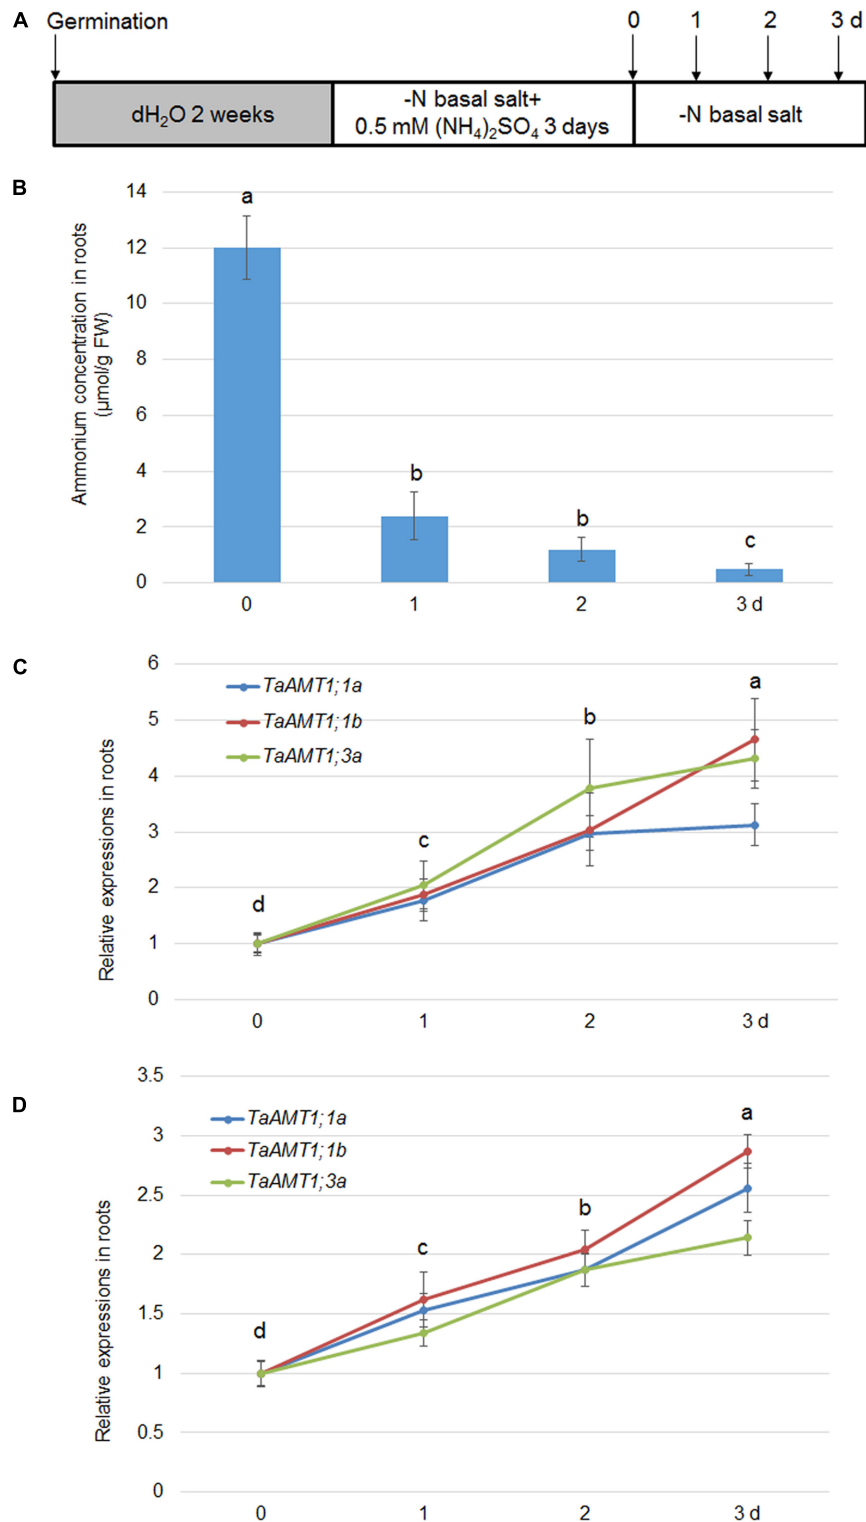 A
Germination
0 1 2 3 d
dH₂O 2 weeks
-N basal salt+
0.5 mM (NH₄)₂SO₄ 3 days
-N basal salt
B
Ammonium concentration in roots
(µmol/g FW)
14
12
10
8
6
4
2
0
a
b
b
c
0 1 2 3 d
C
Relative expressions in roots
6
5
4
3
2
1
0
TaAMT1;1a
TaAMT1;1b
TaAMT1;3a
d
c
b
a
0 1 2 3 d
D
Relative expressions in roots
3.5
3
2.5
2
1.5
1
0.5
0
TaAMT1;1a
TaAMT1;1b
TaAMT1;3a
d
c
b
a
0 1 2 3 d